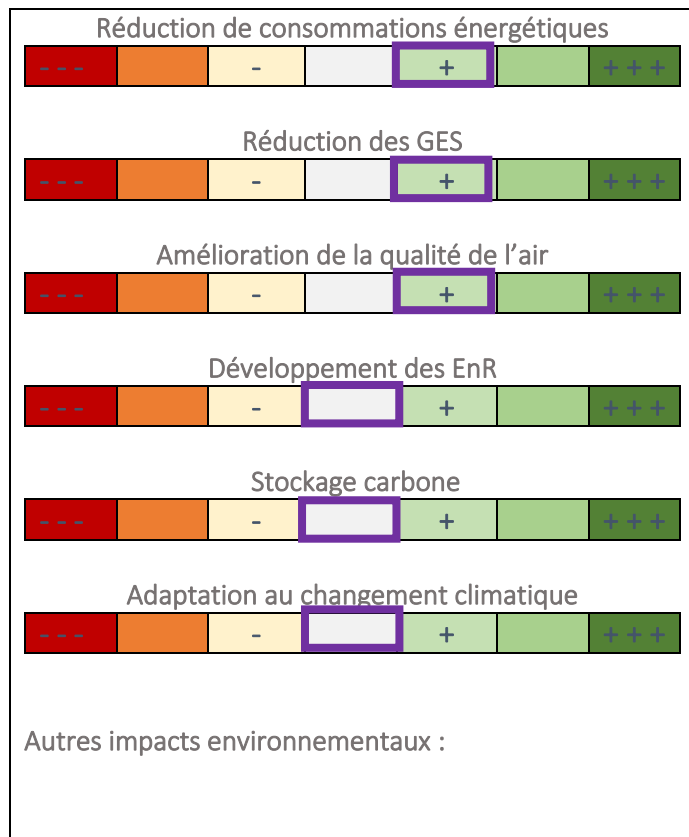 Réduction de consommations énergétiques
- - - - + + + +
Réduction des GES
- - - - + + + +
Amélioration de la qualité de l’air
- - - - + + + +
Développement des EnR
- - - - + + + +
Stockage carbone
- - - - + + + +
Adaptation au changement climatique
- - - - + + + +
Autres impacts environnementaux :